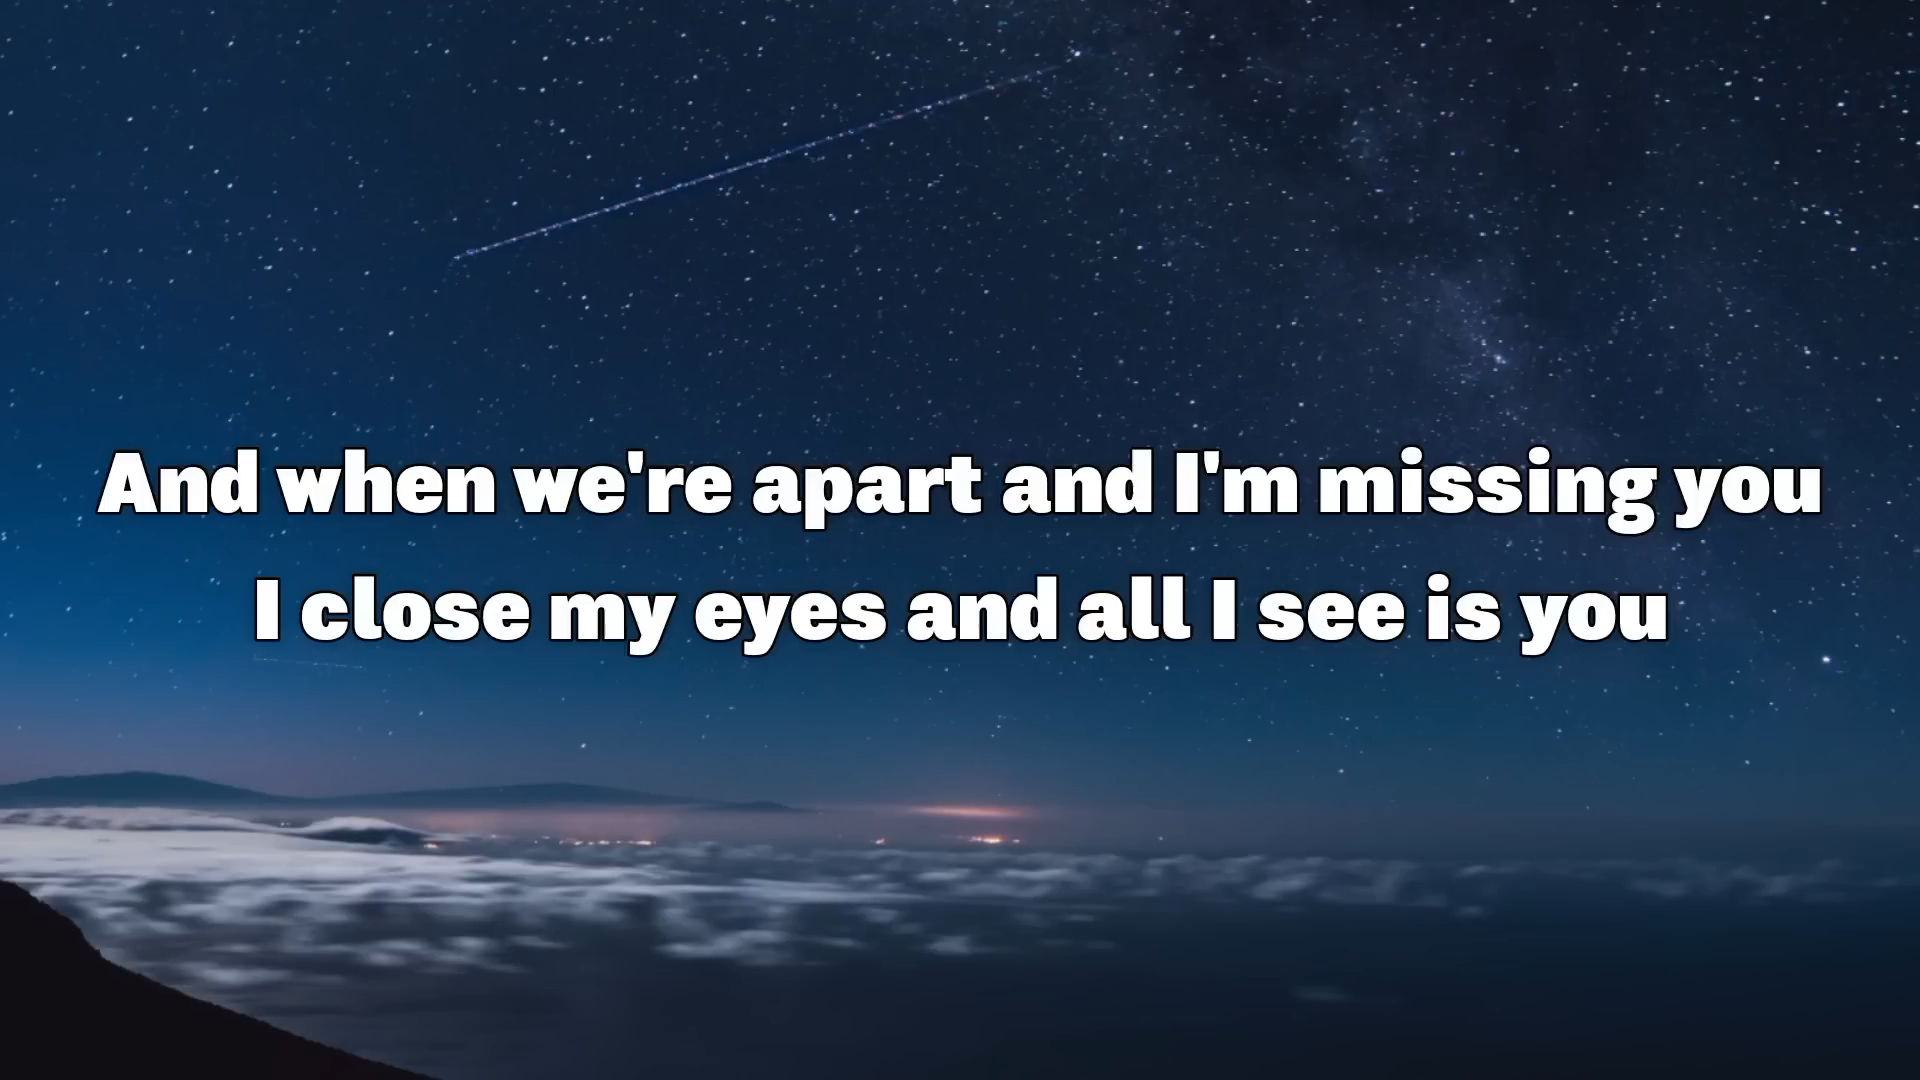 And when we're apart and I'm missing you
I close my eyes and all I see is you